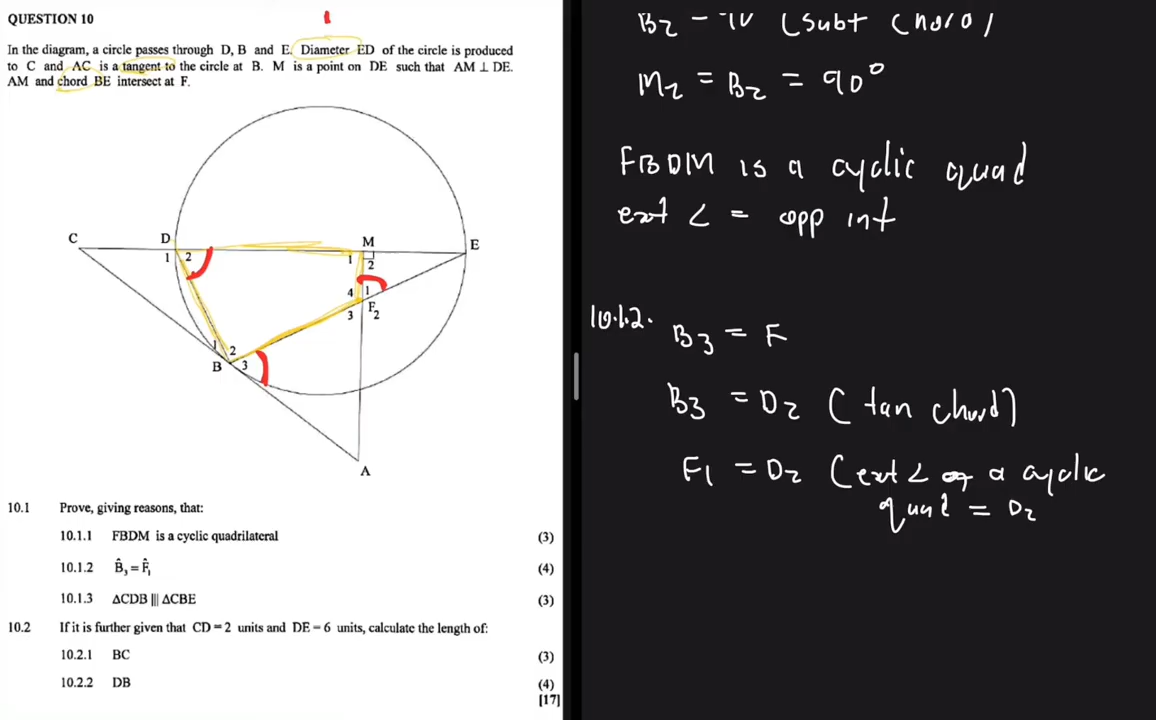 QUESTION 10
In the diagram, a circle passes through D, B and E. Diameter ED of the circle is produced
to C and AC is a tangent to the circle at B. M is a point on DE such that AM ⊥ DE.
AM and chord BE intersect at F.
C
D
M
E
1
2
1
2
4
1
3
F
2
1
2
B
3
A
10.1 Prove, giving reasons, that:
10.1.1 FBDM is a cyclic quadrilateral (3)
10.1.2 B̂₃ = F̂₁ (4)
10.1.3 ΔCDB ||| ΔCBE (3)
10.2 If it is further given that CD = 2 units and DE = 6 units, calculate the length of:
10.2.1 BC (3)
10.2.2 DB (4)
[17]
B2 = 90 (subt chord)
M2 = B2 = 90°
FBDM is a cyclic quad
ext ∠ = opp int
10.1.2. B3 = F
B3 = D2 (tan chord)
F1 = D2 (ext ∠ of a cyclic
quad = D2